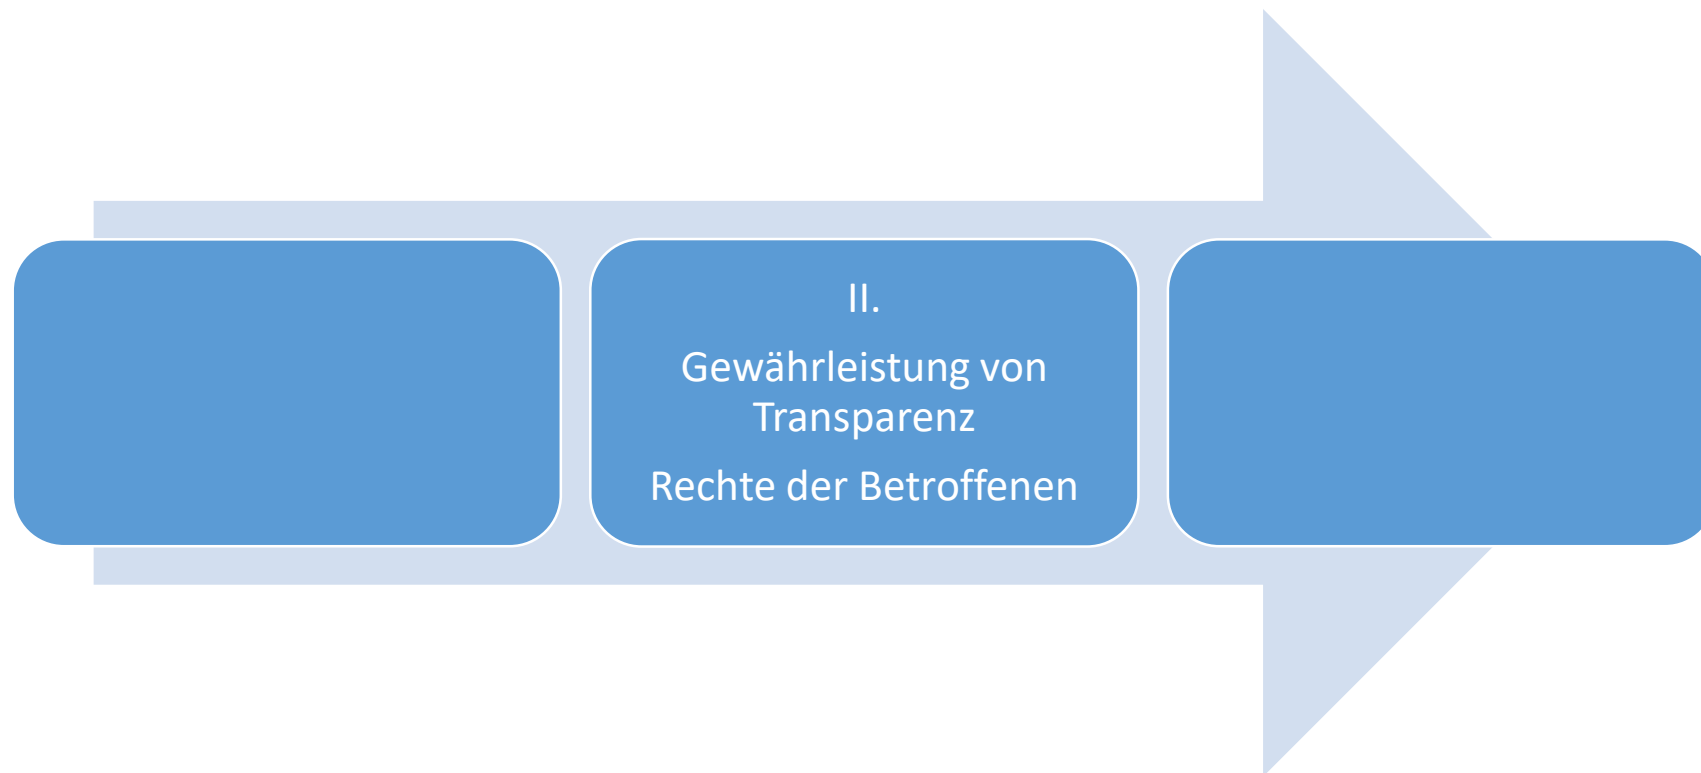 II.
Gewährleistung von
Transparenz
Rechte der Betroffenen